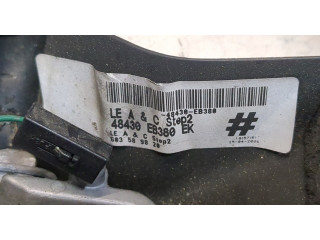 48430-EB380
LE A & C Step2
48430 EB380 EK
LE A & C Step2
#